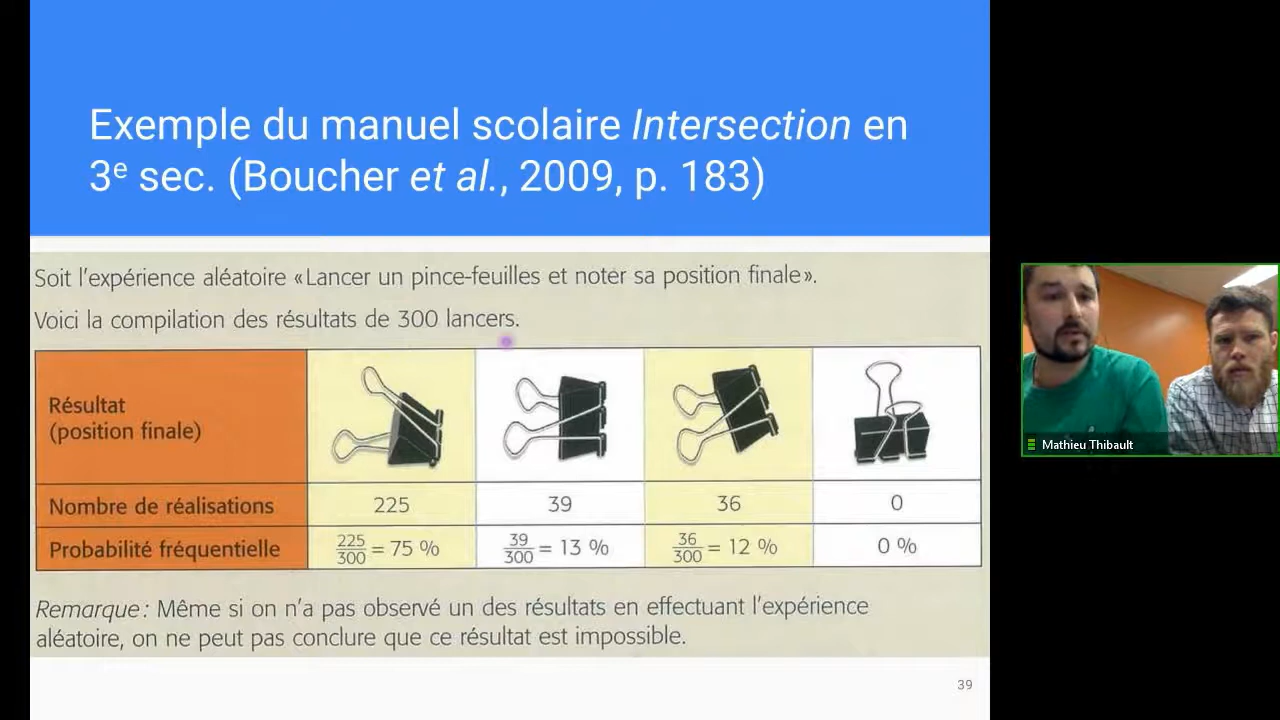 Exemple du manuel scolaire Intersection en
3e sec. (Boucher et al., 2009, p. 183)
Soit l'expérience aléatoire «Lancer un pince-feuilles et noter sa position finale».
Voici la compilation des résultats de 300 lancers.
Résultat
(position finale)
Nombre de réalisations 225 39 36 0
Probabilité fréquentielle 225/300 = 75 % 39/300 = 13 % 36/300 = 12 % 0 %
Remarque : Même si on n'a pas observé un des résultats en effectuant l'expérience
aléatoire, on ne peut pas conclure que ce résultat est impossible.
39
Mathieu Thibault